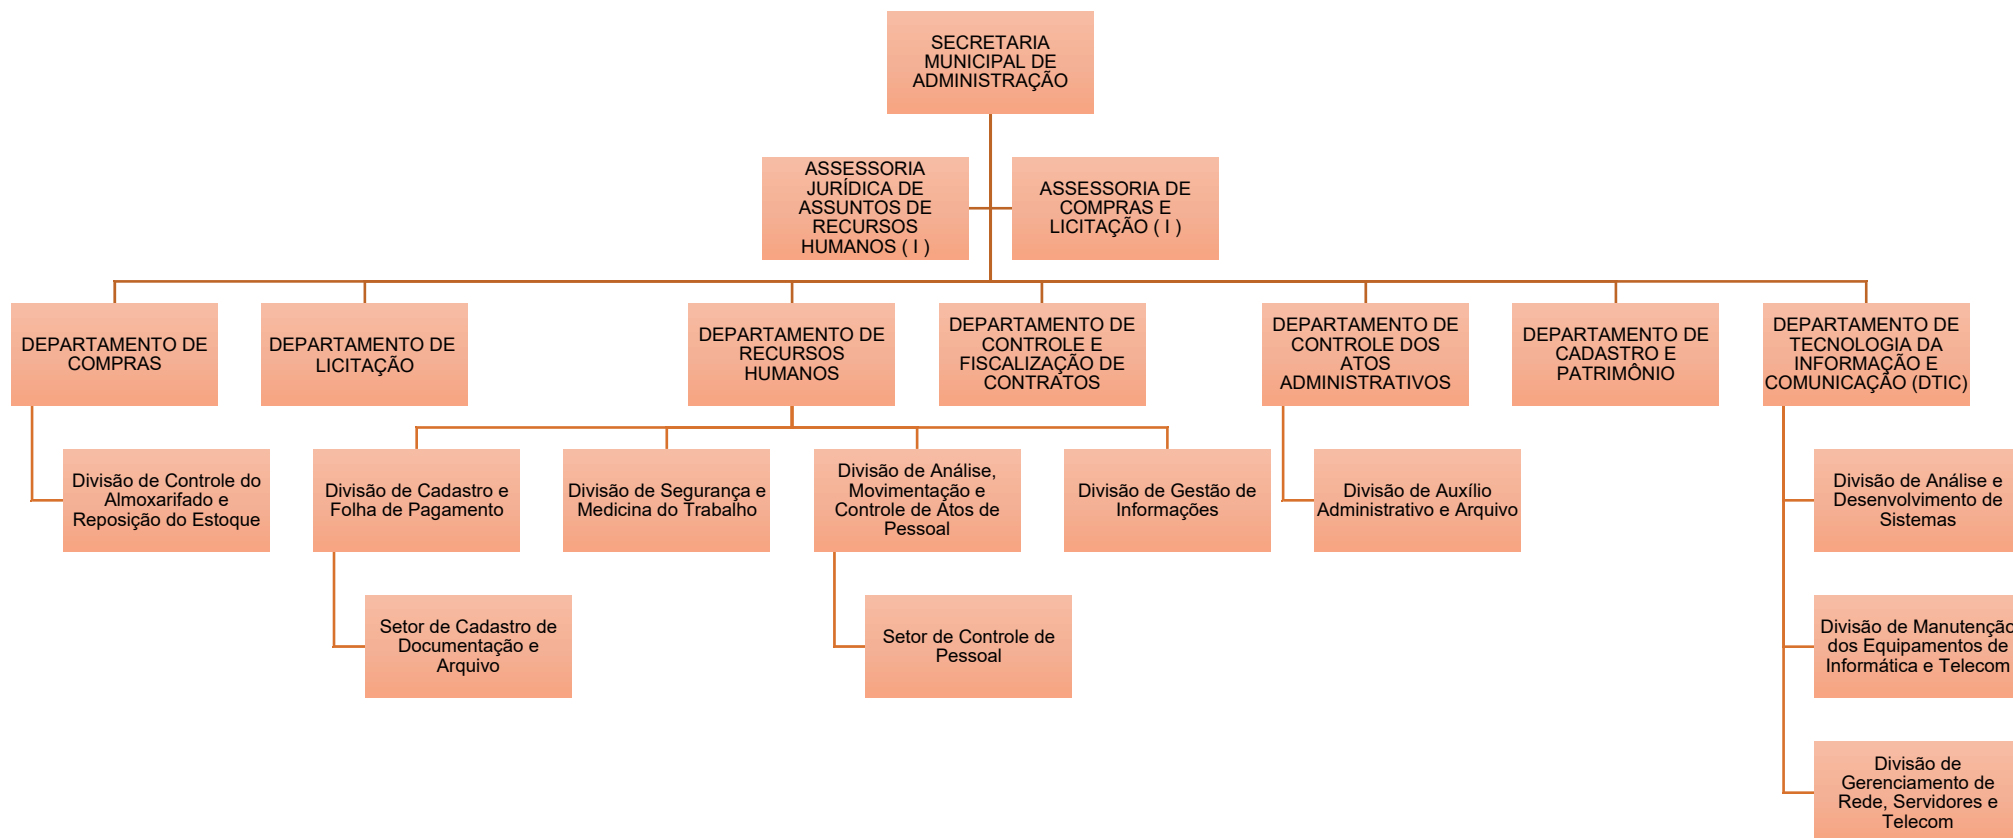 SECRETARIA
MUNICIPAL DE
ADMINISTRAÇÃO
ASSESSORIA
JURÍDICA DE
ASSUNTOS DE
RECURSOS
HUMANOS ( I )
ASSESSORIA DE
COMPRAS E
LICITAÇÃO ( I )
DEPARTAMENTO DE
COMPRAS
DEPARTAMENTO DE
LICITAÇÃO
DEPARTAMENTO DE
RECURSOS
HUMANOS
DEPARTAMENTO DE
CONTROLE E
FISCALIZAÇÃO DE
CONTRATOS
DEPARTAMENTO DE
CONTROLE DOS
ATOS
ADMINISTRATIVOS
DEPARTAMENTO DE
CADASTRO E
PATRIMÔNIO
DEPARTAMENTO DE
TECNOLOGIA DA
INFORMAÇÃO E
COMUNICAÇÃO (DTIC)
Divisão de Controle do
Almoxarifado e
Reposição do Estoque
Divisão de Cadastro e
Folha de Pagamento
Divisão de Segurança e
Medicina do Trabalho
Divisão de Análise,
Movimentação e
Controle de Atos de
Pessoal
Divisão de Gestão de
Informações
Divisão de Auxílio
Administrativo e Arquivo
Divisão de Análise e
Desenvolvimento de
Sistemas
Setor de Cadastro de
Documentação e
Arquivo
Setor de Controle de
Pessoal
Divisão de Manutenção
dos Equipamentos de
Informática e Telecom
Divisão de
Gerenciamento de
Rede, Servidores e
Telecom